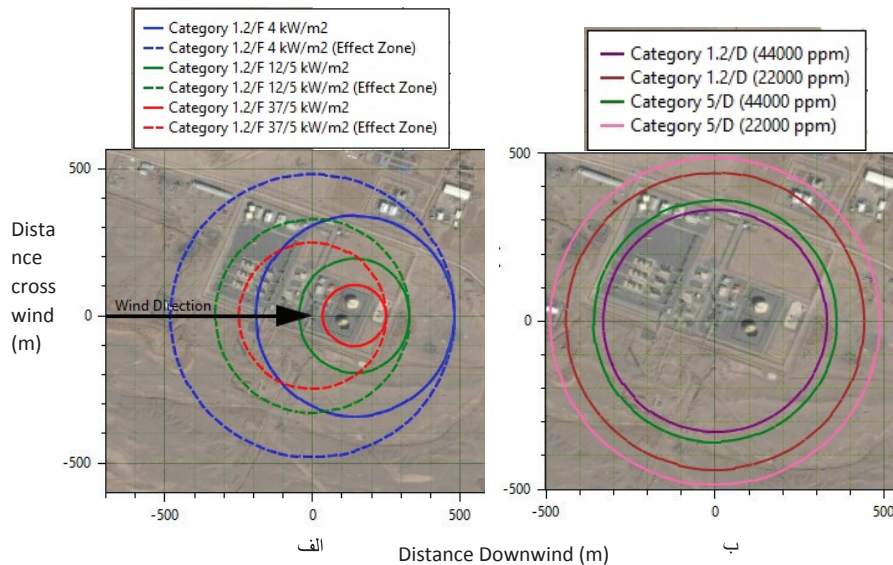 Category 1.2/F 4 kW/m2
Category 1.2/F 4 kW/m2 (Effect Zone)
Category 1.2/F 12/5 kW/m2
Category 1.2/F 12/5 kW/m2 (Effect Zone)
Category 1.2/F 37/5 kW/m2
Category 1.2/F 37/5 kW/m2 (Effect Zone)
Category 1.2/D (44000 ppm)
Category 1.2/D (22000 ppm)
Category 5/D (44000 ppm)
Category 5/D (22000 ppm)
500
0
-500
Dista
nce
cross
wind
(m)
Wind Direction
-500
0
500
500
0
-500
-500
0
500
الف
Distance Downwind (m)
ب